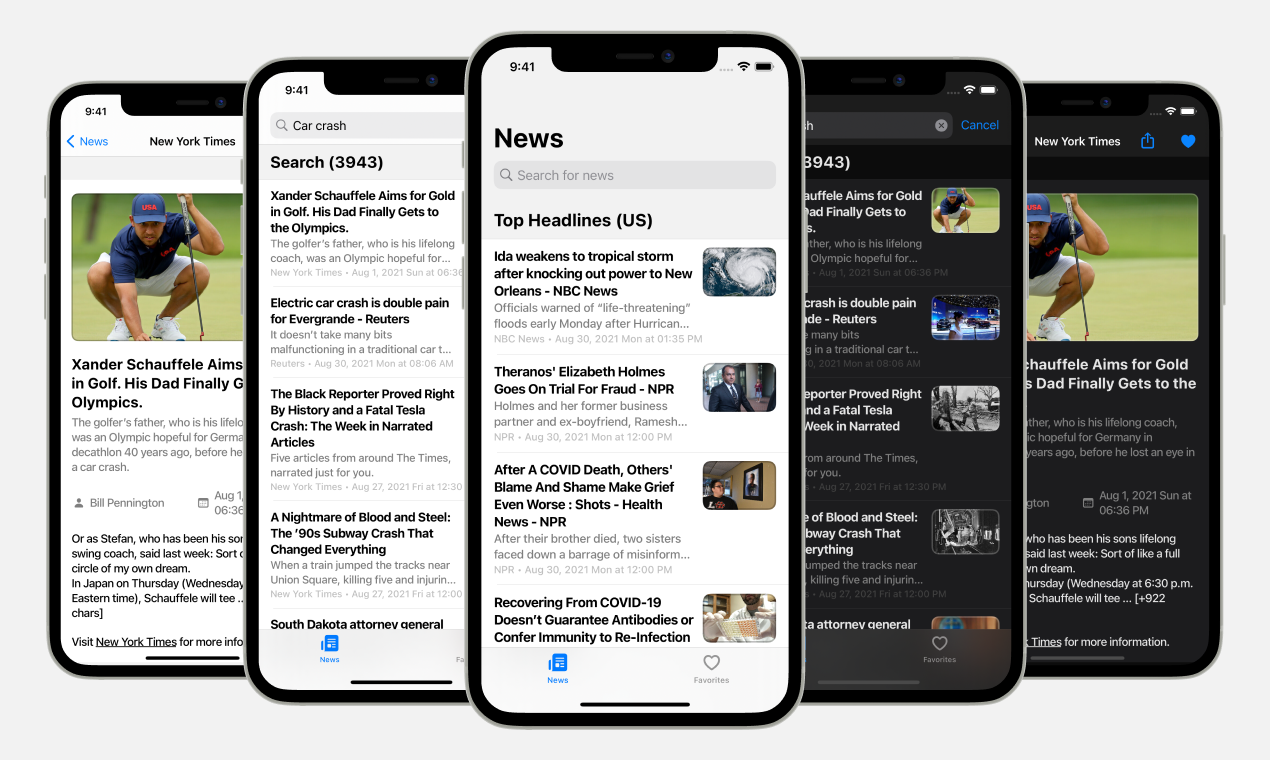 9:41
News
New York Times
USA
USA
Xander Schauffele Aims
in Golf. His Dad Finally G
Olympics.
The golfer's father, who is his lifelo
was an Olympic hopeful for Germa
decathlon 40 years ago, before he
a car crash.
Bill Pennington
Aug 1,
06:36
Or as Stefan, who has been his son
swing coach, said last week: Sort o
circle of my own dream.
In Japan on Thursday (Wednesday
Eastern time), Schauffele will tee ...
chars]
Visit New York Times for more info
9:41
Car crash
Search (3943)
Xander Schauffele Aims for Gold
in Golf. His Dad Finally Gets to
the Olympics.
The golfer's father, who is his lifelong
coach, was an Olympic hopeful for...
New York Times • Aug 1, 2021 Sun at 06:36
Electric car crash is double pain
for Evergrande - Reuters
It doesn't take many bits
malfunctioning in a traditional car t...
Reuters • Aug 30, 2021 Mon at 08:06 AM
The Black Reporter Proved Right
By History and a Fatal Tesla
Crash: The Week in Narrated
Articles
Five articles from around The Times,
narrated just for you.
New York Times • Aug 27, 2021 Fri at 12:30
A Nightmare of Blood and Steel:
The '90s Subway Crash That
Changed Everything
When a train jumped the tracks near
Union Square, killing five and injurin...
New York Times • Aug 27, 2021 Fri at 12:00
South Dakota attorney general
News
Fa
9:41
News
Search for news
Top Headlines (US)
Ida weakens to tropical storm
after knocking out power to New
Orleans - NBC News
Officials warned of “life-threatening”
floods early Monday after Hurrican...
NBC News • Aug 30, 2021 Mon at 01:35 PM
Theranos' Elizabeth Holmes
Goes On Trial For Fraud - NPR
Holmes and her former business
partner and ex-boyfriend, Ramesh...
NPR • Aug 30, 2021 Mon at 12:00 PM
After A COVID Death, Others'
Blame And Shame Make Grief
Even Worse : Shots - Health
News - NPR
After their brother died, two sisters
faced down a barrage of misinform...
NPR • Aug 30, 2021 Mon at 12:00 PM
Recovering From COVID-19
Doesn't Guarantee Antibodies or
Confer Immunity to Re-Infection
News
Favorites
sh
Cancel
3943)
auffele Aims for Gold
Dad Finally Gets to
s.
ather, who is his lifelong
an Olympic hopeful for...
s • Aug 1, 2021 Sun at 06:36 PM
crash is double pain
nde - Reuters
e many bits
g in a traditional car t...
30, 2021 Mon at 08:06 AM
eporter Proved Right
nd a Fatal Tesla
Week in Narrated
from around The Times,
for you.
s • Aug 27, 2021 Fri at 12:30 PM
e of Blood and Steel:
bway Crash That
erything
jumped the tracks near
, killing five and injurin...
s • Aug 27, 2021 Fri at 12:00 PM
ta attorney general
Favorites
New York Times
USA
USA
chauffele Aims for Gold
s Dad Finally Gets to the
ather, who is his lifelong coach,
ic hopeful for Germany in
years ago, before he lost an eye in
gton
Aug 1, 2021 Sun at
06:36 PM
who has been his sons lifelong
said last week: Sort of like a full
wn dream.
hursday (Wednesday at 6:30 p.m.
Schauffele will tee ... [+922
k Times for more information.